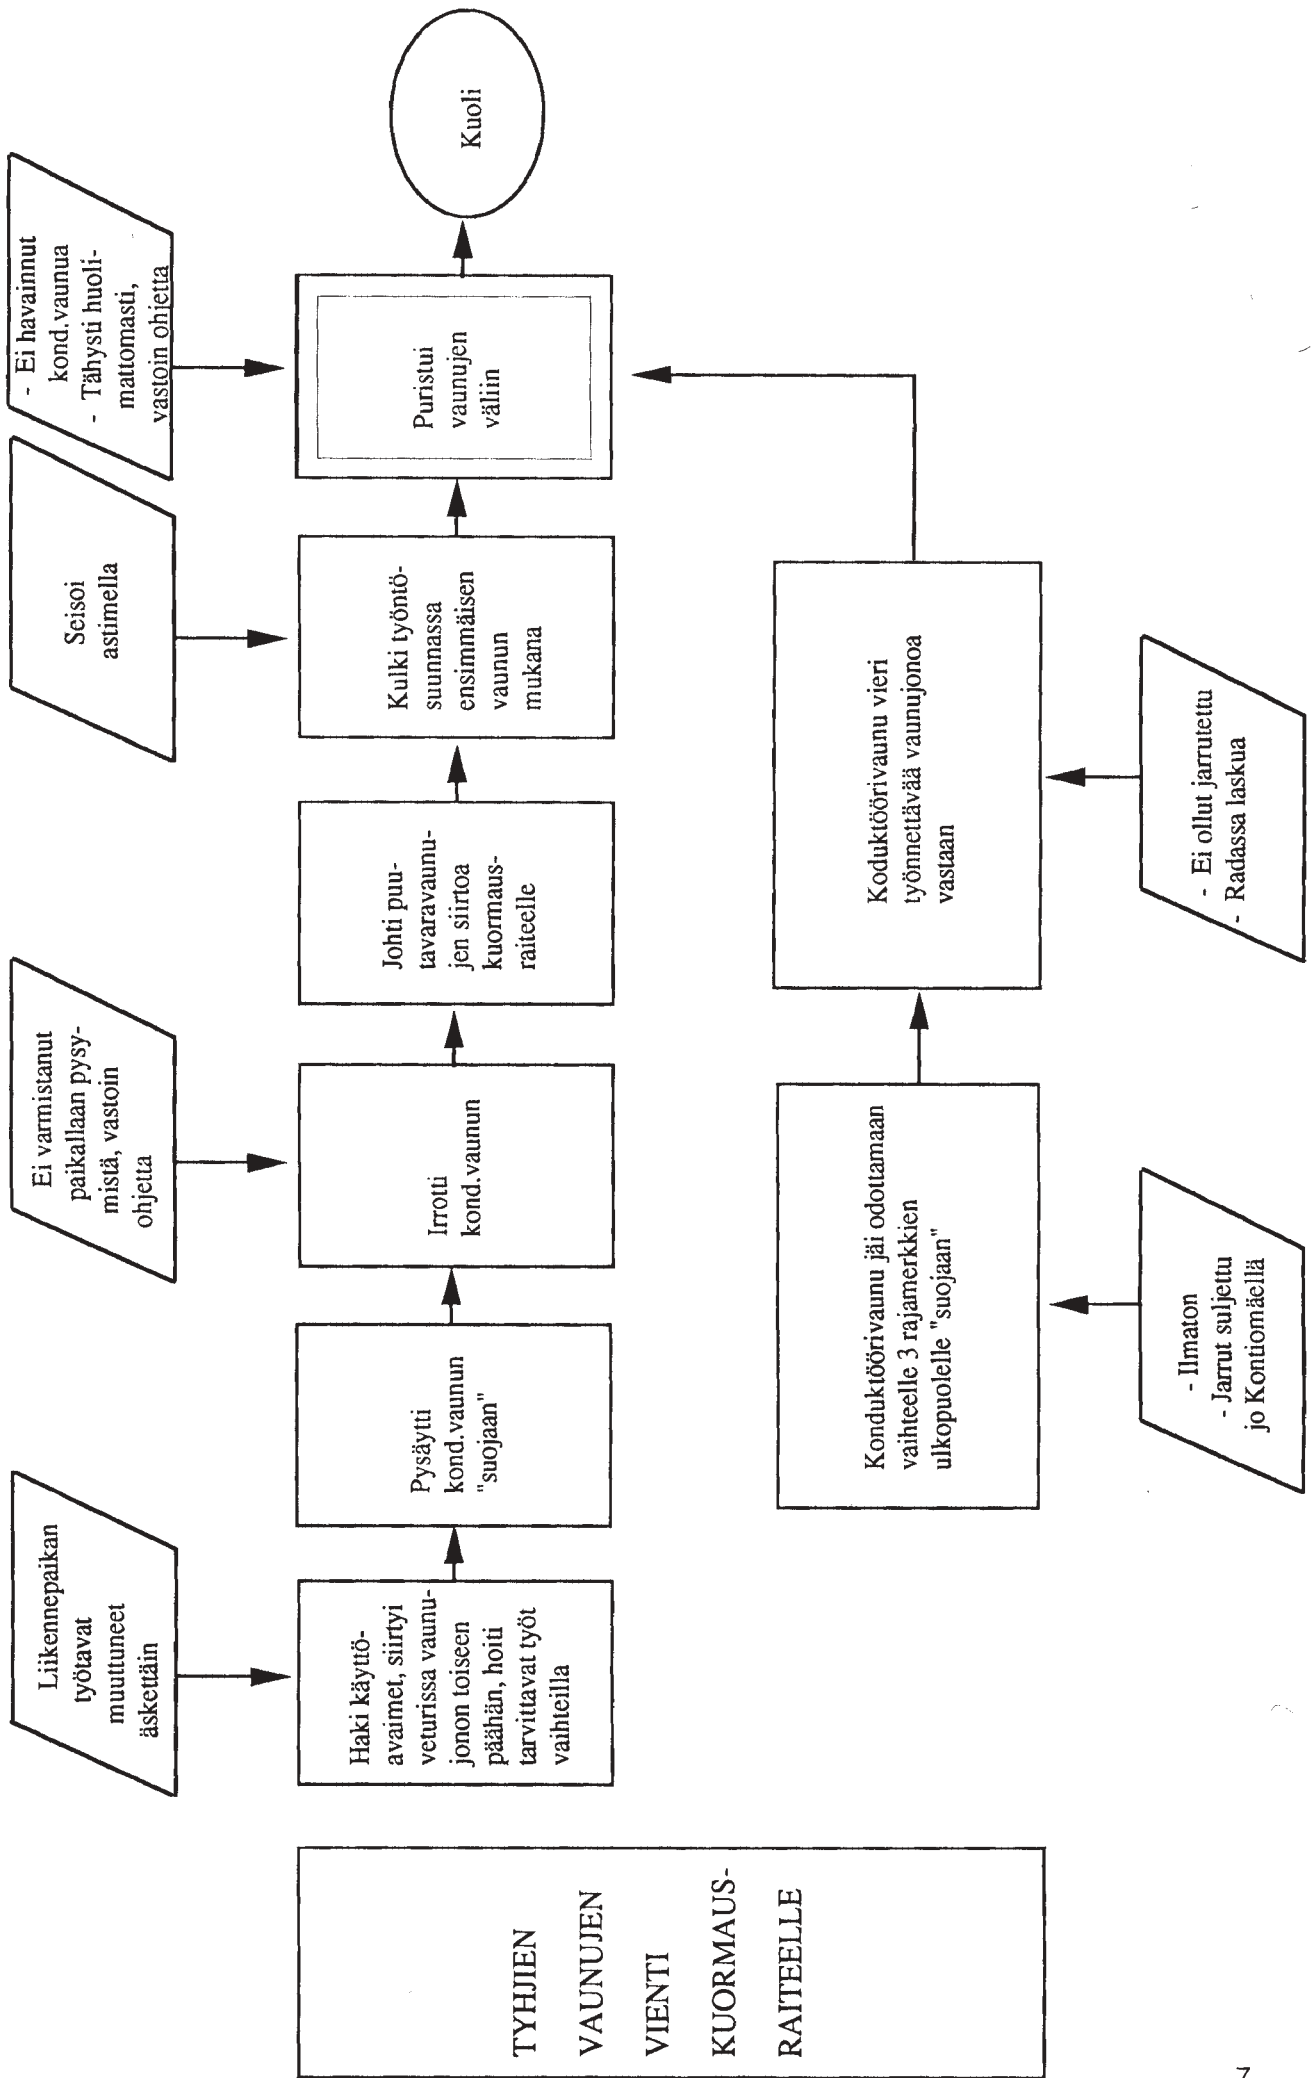 TYHJIEN
VAUNUJEN
VIENTI
KUORMAUS-
RAITEELLE
Liikennepaikan
työtavat
muuttuneet
äskettäin
Ei varmistanut
paikallaan pysy-
mistä, vastoin
ohjetta
Seisoi
astimella
- Ei havainnut
kond.vaunua
- Tähysti huoli-
mattomasti,
vastoin ohjetta
Haki käyttö-
avaimet, siirtyi
veturissa vaunu-
jonon toiseen
päähän, hoiti
tarvittavat työt
vaihteilla
Pysäytti
kond.vaunun
"suojaan"
Irrotti
kond.vaunun
Johti puu-
tavaravaunu-
jen siirtoa
kuormaus-
raiteelle
Kulki työntö-
suunnassa
ensimmäisen
vaunun
mukana
Puristui
vaunujen
väliin
Kuoli
Konduktöörivaunu jäi odottamaan
vaihteelle 3 rajamerkkien
ulkopuolelle "suojaan"
Koduktöörivaunu vieri
työnnettävää vaunujonoa
vastaan
- Ilmaton
- Jarrut suljettu
jo Kontiomäellä
- Ei ollut jarrutettu
- Radassa laskua
7